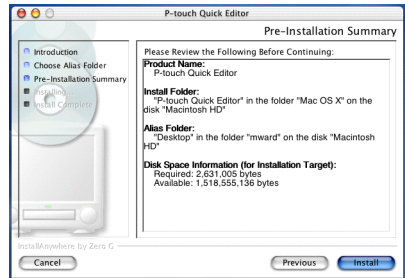 P-touch Quick Editor
Pre-Installation Summary
Introduction
Choose Alias Folder
Pre-Installation Summary
Installing...
Install Complete
Please Review the Following Before Continuing:
Product Name:
P-touch Quick Editor
Install Folder:
"P-touch Quick Editor" in the folder "Mac OS X" on the
disk "Macintosh HD"
Alias Folder:
"Desktop" in the folder "mward" on the disk "Macintosh
HD"
Disk Space Information (for Installation Target):
Required: 2,631,005 bytes
Available: 1,518,555,136 bytes
InstallAnywhere by Zero G
Cancel
Previous
Install